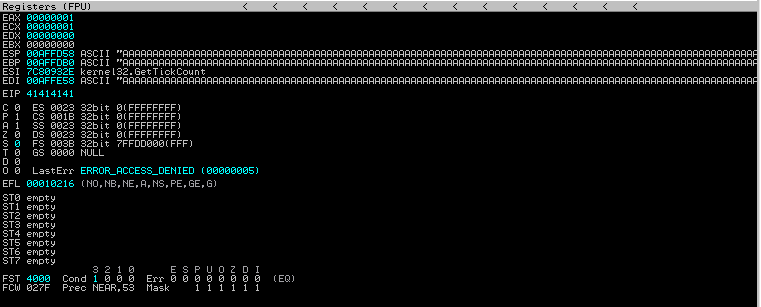 Registers (FPU) < < < < < < < < < < < < < <
EAX 00000001
ECX 00000001
EDX 00000000
EBX 00000000
ESP 00AFFD53 ASCII "AAAAAAAAAAAAAAAAAAAAAAAAAAAAAAAAAAAAAAAAAAAAAAAAAAAAAAAAAAAAAAAAAAAAAAAAAAAAAAAAAAAAAAAAAA
EBP 00AFFDB0 ASCII "AAAAAAAAAAAAAAAAAAAAAAAAAAAAAAAAAAAAAAAAAAAAAAAAAAAAAAAAAAAAAAAAAAAAAAAAAAAAAAAAAAAAAAAAAA
ESI 7C80932E kernel32.GetTickCount
EDI 00AFFE53 ASCII "AAAAAAAAAAAAAAAAAAAAAAAAAAAAAAAAAAAAAAAAAAAAAAAAAAAAAAAAAAAAAAAAAAAAAAAAAAAAAAAAAAAAAAAAAA
EIP 41414141
C 0 ES 0023 32bit 0(FFFFFFFF)
P 1 CS 001B 32bit 0(FFFFFFFF)
A 1 SS 0023 32bit 0(FFFFFFFF)
Z 0 DS 0023 32bit 0(FFFFFFFF)
S 0 FS 003B 32bit 7FFDD000(FFF)
T 0 GS 0000 NULL
D 0
O 0 LastErr ERROR_ACCESS_DENIED (00000005)
EFL 00010216 (NO,NB,NE,A,NS,PE,GE,G)
ST0 empty
ST1 empty
ST2 empty
ST3 empty
ST4 empty
ST5 empty
ST6 empty
ST7 empty
3 2 1 0 E S P U O Z D I
FST 4000 Cond 1 0 0 0 Err 0 0 0 0 0 0 0 0 (EQ)
FCW 027F Prec NEAR,53 Mask 1 1 1 1 1 1